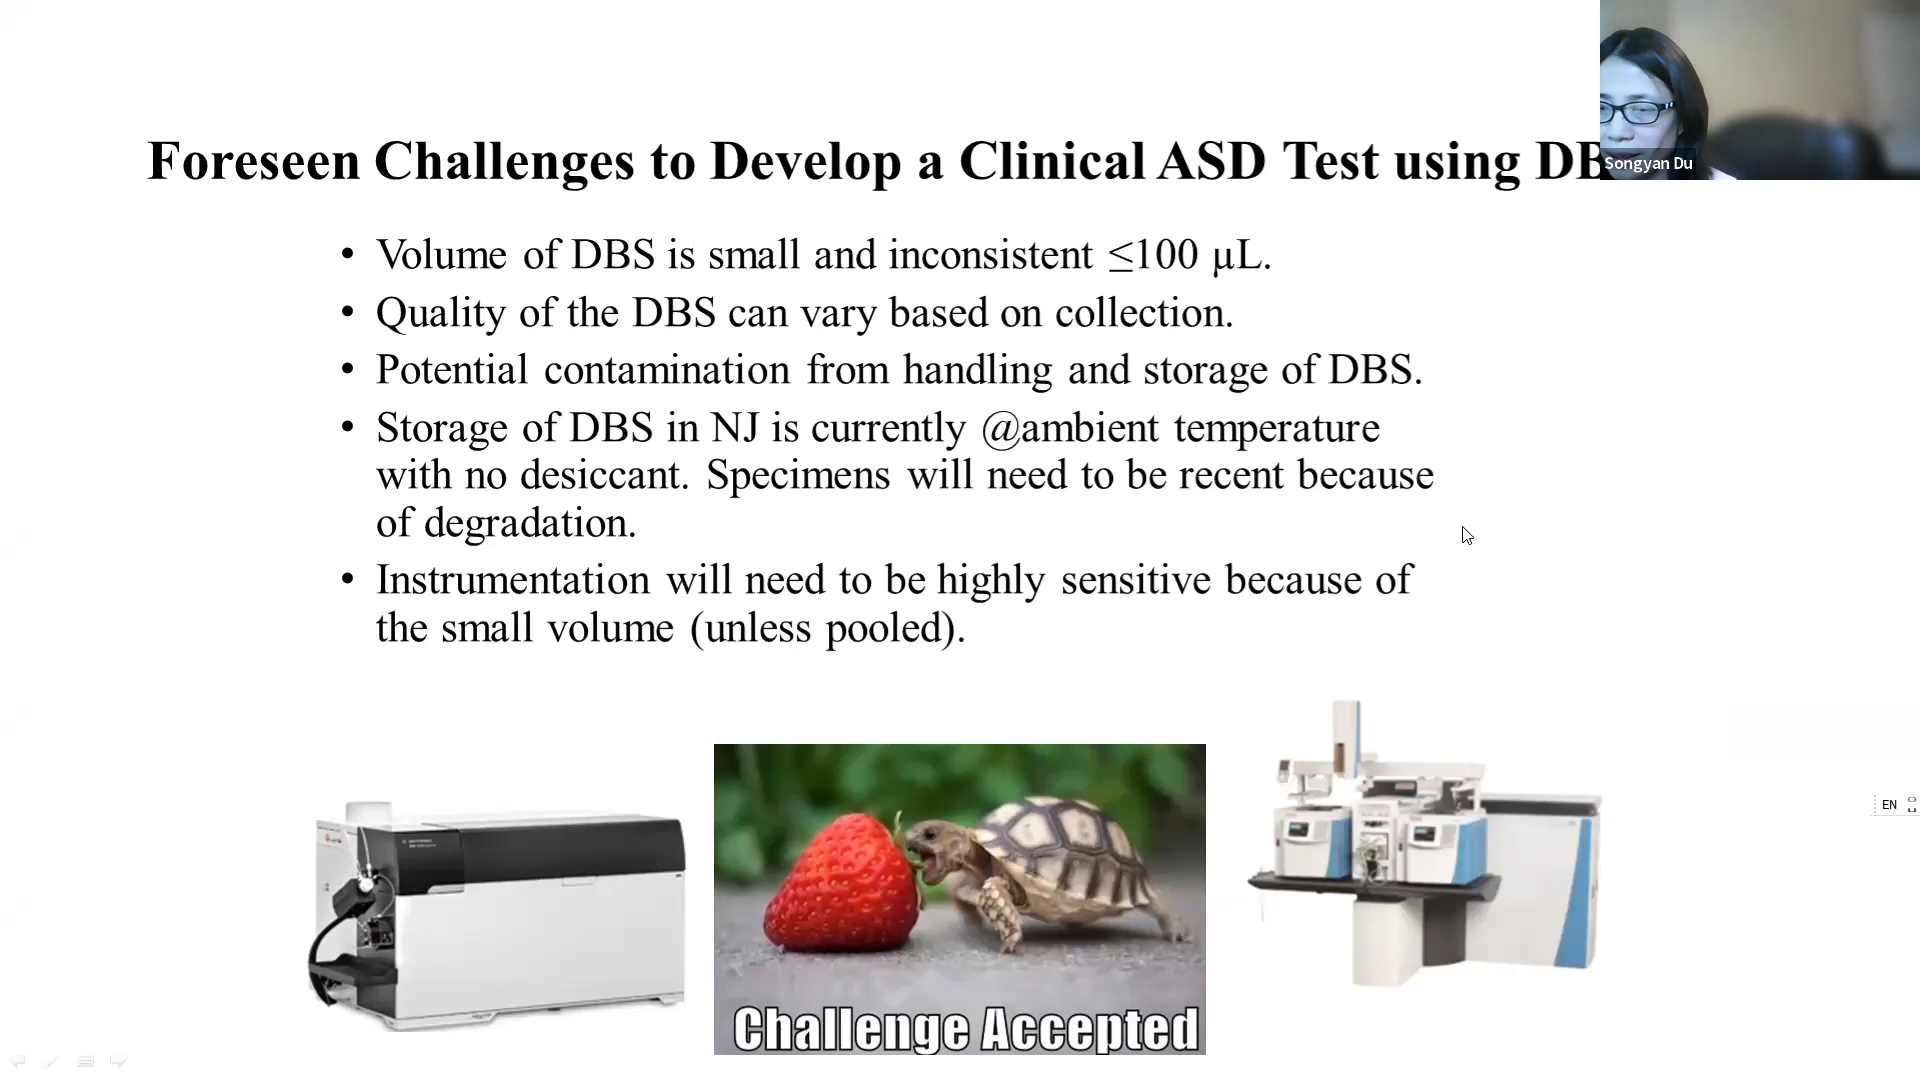 Songyan Du
Foreseen Challenges to Develop a Clinical ASD Test using DB
• Volume of DBS is small and inconsistent ≤100 μL.
• Quality of the DBS can vary based on collection.
• Potential contamination from handling and storage of DBS.
• Storage of DBS in NJ is currently @ambient temperature
with no desiccant. Specimens will need to be recent because
of degradation.
• Instrumentation will need to be highly sensitive because of
the small volume (unless pooled).
EN
Challenge Accepted